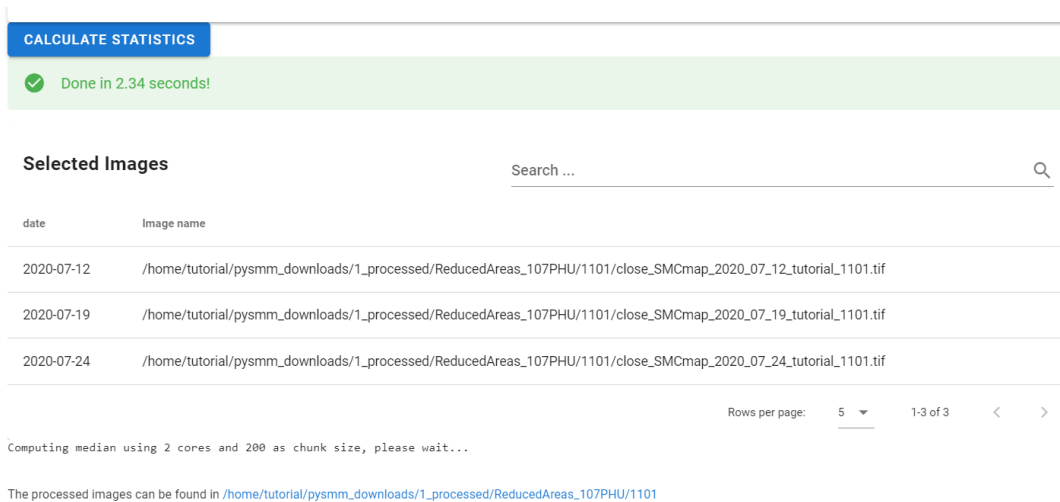 CALCULATE STATISTICS
Done in 2.34 seconds!
Selected Images
Search ...
date Image name
2020-07-12 /home/tutorial/pysmm_downloads/1_processed/ReducedAreas_107PHU/1101/close_SMCmap_2020_07_12_tutorial_1101.tif
2020-07-19 /home/tutorial/pysmm_downloads/1_processed/ReducedAreas_107PHU/1101/close_SMCmap_2020_07_19_tutorial_1101.tif
2020-07-24 /home/tutorial/pysmm_downloads/1_processed/ReducedAreas_107PHU/1101/close_SMCmap_2020_07_24_tutorial_1101.tif
Rows per page: 5 1-3 of 3
Computing median using 2 cores and 200 as chunk size, please wait...
The processed images can be found in /home/tutorial/pysmm_downloads/1_processed/ReducedAreas_107PHU/1101